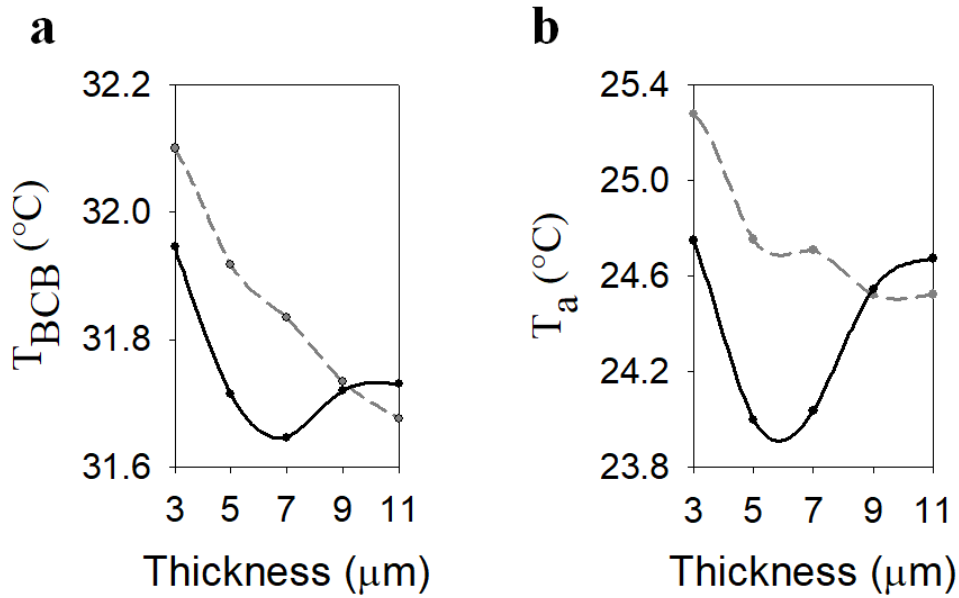 a
T_BCB (°C)
32.2
32.0
31.8
31.6
3 5 7 9 11
Thickness (μm)
b
T_a (°C)
25.4
25.0
24.6
24.2
23.8
3 5 7 9 11
Thickness (μm)